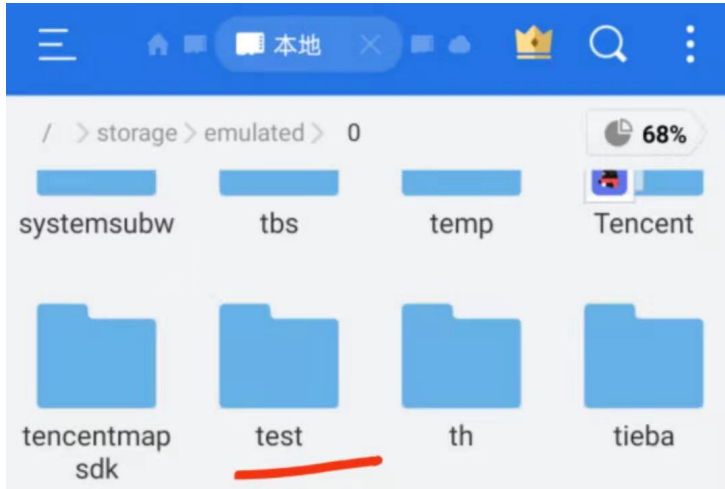 本地
/ > storage > emulated > 0
68%
systemsubw tbs temp Tencent
tencentmap test th tieba
sdk